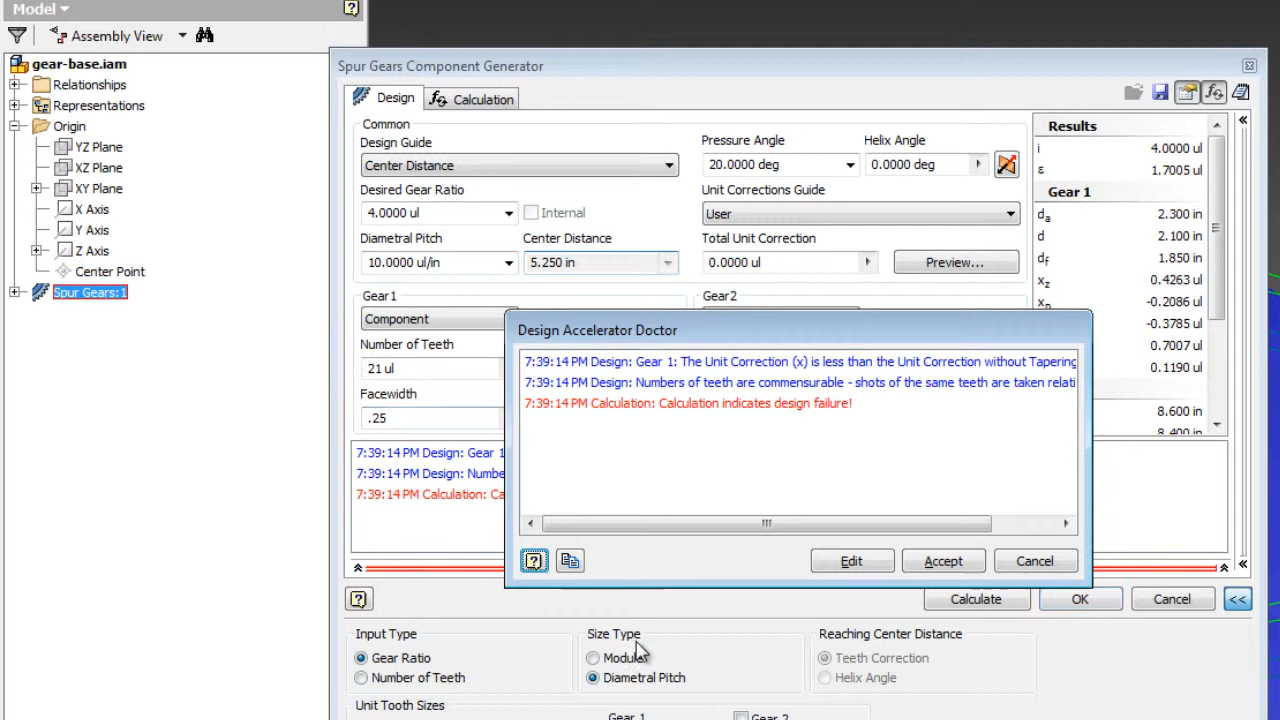 Model
Assembly View
gear-base.iam
Relationships
Representations
Origin
YZ Plane
XZ Plane
XY Plane
X Axis
Y Axis
Z Axis
Center Point
Spur Gears:1
Spur Gears Component Generator
Design
Calculation
Common
Design Guide
Pressure Angle
Helix Angle
Center Distance
20.0000 deg
0.0000 deg
Desired Gear Ratio
Unit Corrections Guide
4.0000 ul
Internal
User
Diametral Pitch
Center Distance
Total Unit Correction
10.0000 ul/in
5.250 in
0.0000 ul
Preview...
Gear1
Gear2
Component
Number of Teeth
21 ul
Facewidth
.25
Results
i 4.0000 ul
ε 1.7005 ul
Gear 1
da 2.300 in
d 2.100 in
df 1.850 in
xz 0.4263 ul
xp -0.2086 ul
-0.3785 ul
0.7007 ul
0.1190 ul
8.600 in
8.400 in
7:39:14 PM Design: Gear 1
7:39:14 PM Design: Numbe
7:39:14 PM Calculation: Ca
Design Accelerator Doctor
7:39:14 PM Design: Gear 1: The Unit Correction (x) is less than the Unit Correction without Tapering
7:39:14 PM Design: Numbers of teeth are commensurable - shots of the same teeth are taken relati
7:39:14 PM Calculation: Calculation indicates design failure!
Edit
Accept
Cancel
Calculate
OK
Cancel
<<
Input Type
Size Type
Reaching Center Distance
Gear Ratio
Module
Teeth Correction
Number of Teeth
Diametral Pitch
Helix Angle
Unit Tooth Sizes
Gear 1
Gear 2